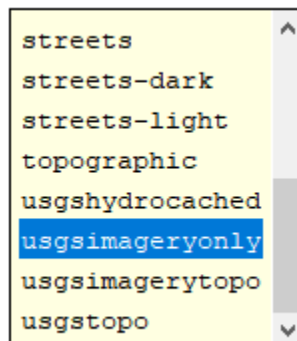 streets
streets-dark
streets-light
topographic
usgshydrocached
usgsimageryonly
usgsimagerytopo
usgstopo